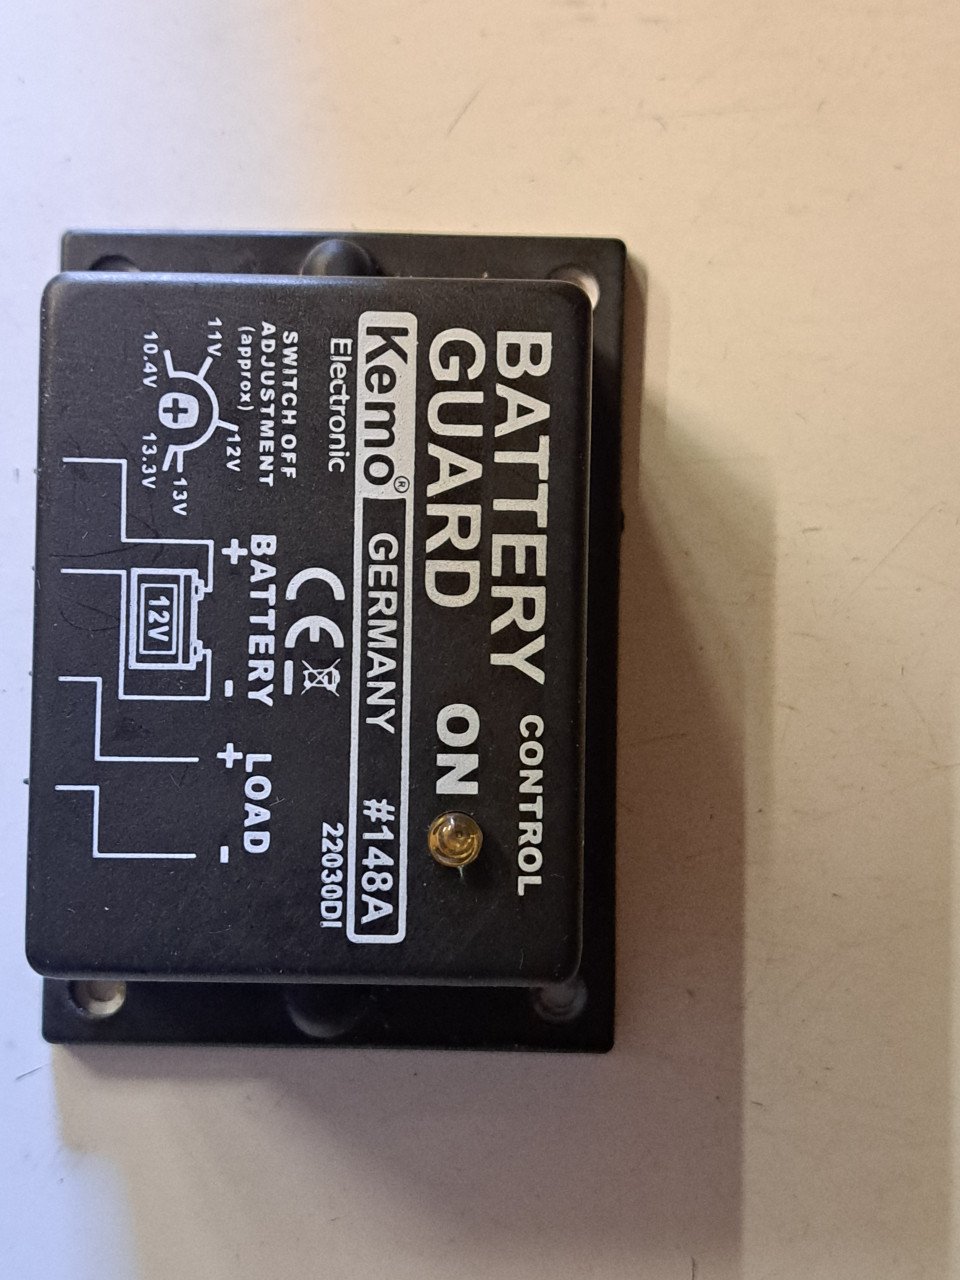 BATTERY CONTROL
GUARD ON
Kemo® GERMANY #148A
Electronic
22030DI
CE
SWITCH OFF
ADJUSTMENT
(approx)
11V
12V
10.4V
13V
13.3V
BATTERY
+ -
12V
LOAD
+ -